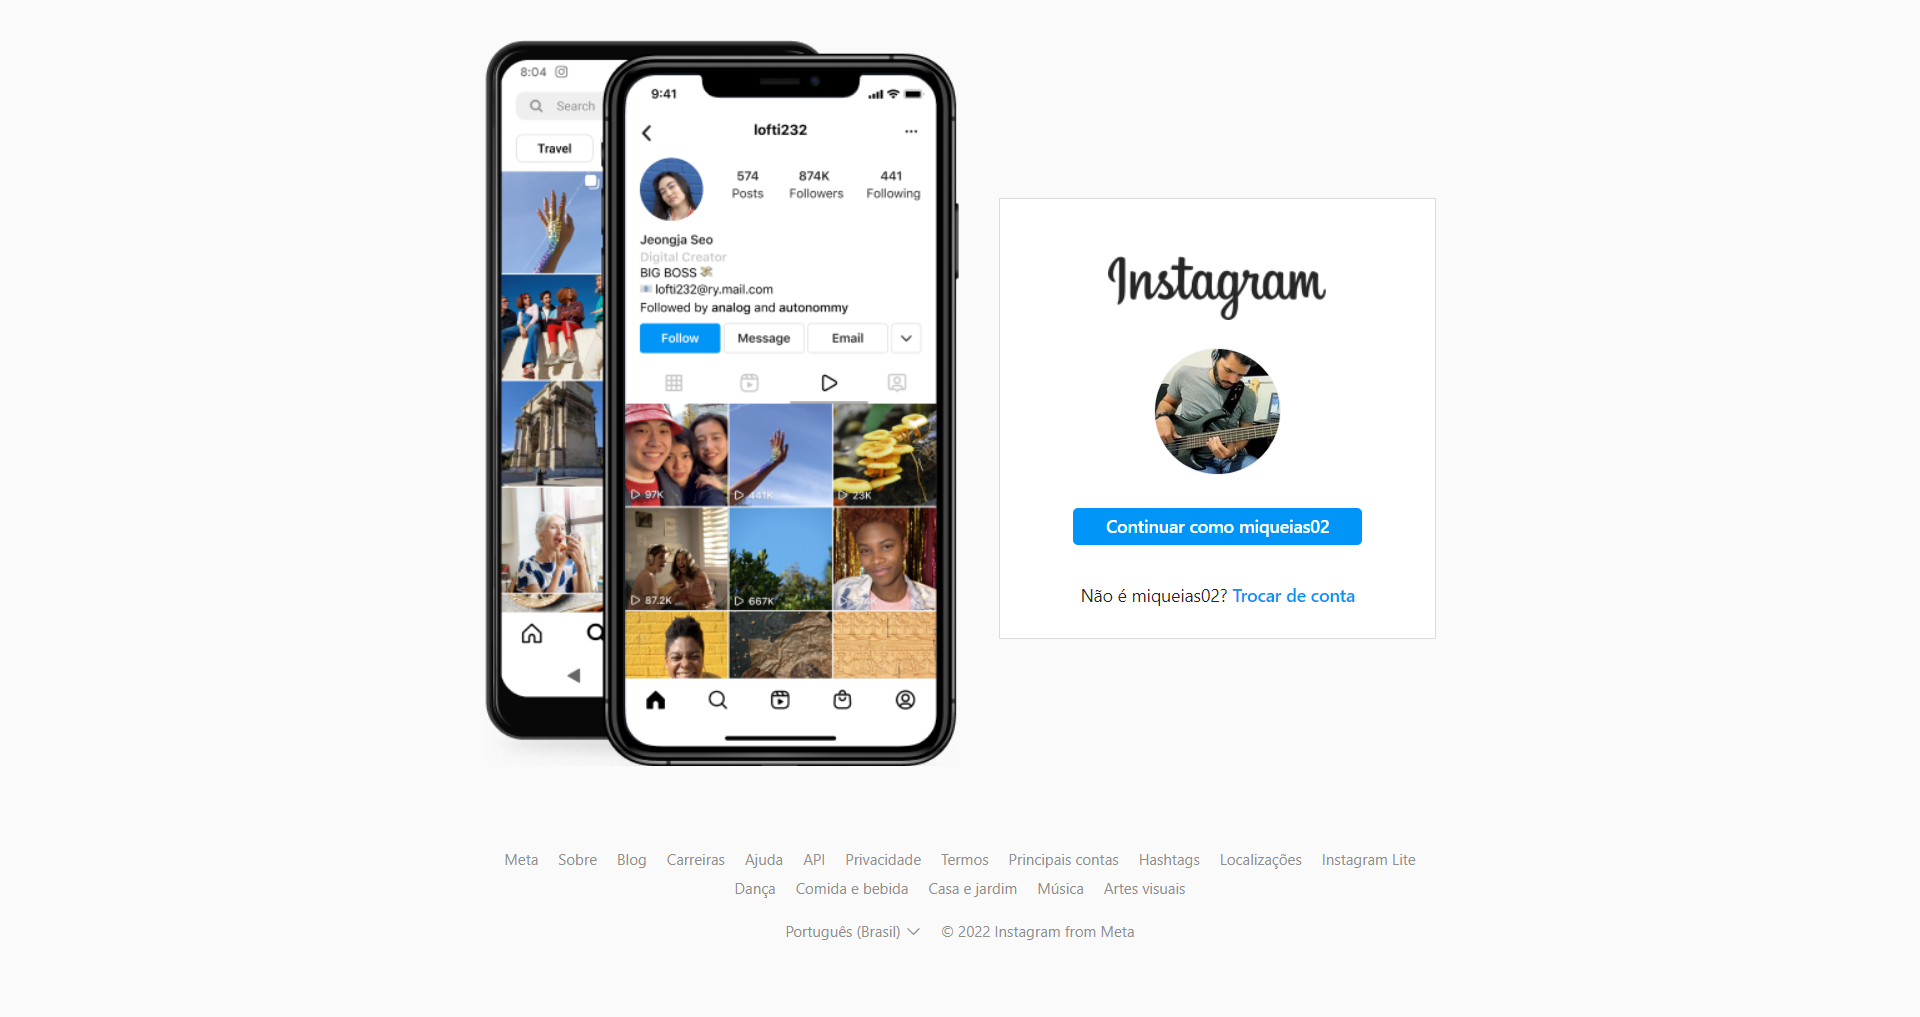 8:04
Search
Travel
9:41
lofti232
574 874K 441
Posts Followers Following
Jeongja Seo
Digital Creator
BIG BOSS
lofti232@ry.mail.com
Followed by analog and autonommy
Follow Message Email
97K 441K 23K
87.2K 667K
Instagram
Continuar como miqueias02
Não é miqueias02? Trocar de conta
Meta Sobre Blog Carreiras Ajuda API Privacidade Termos Principais contas Hashtags Localizações Instagram Lite
Dança Comida e bebida Casa e jardim Música Artes visuais
Português (Brasil) © 2022 Instagram from Meta